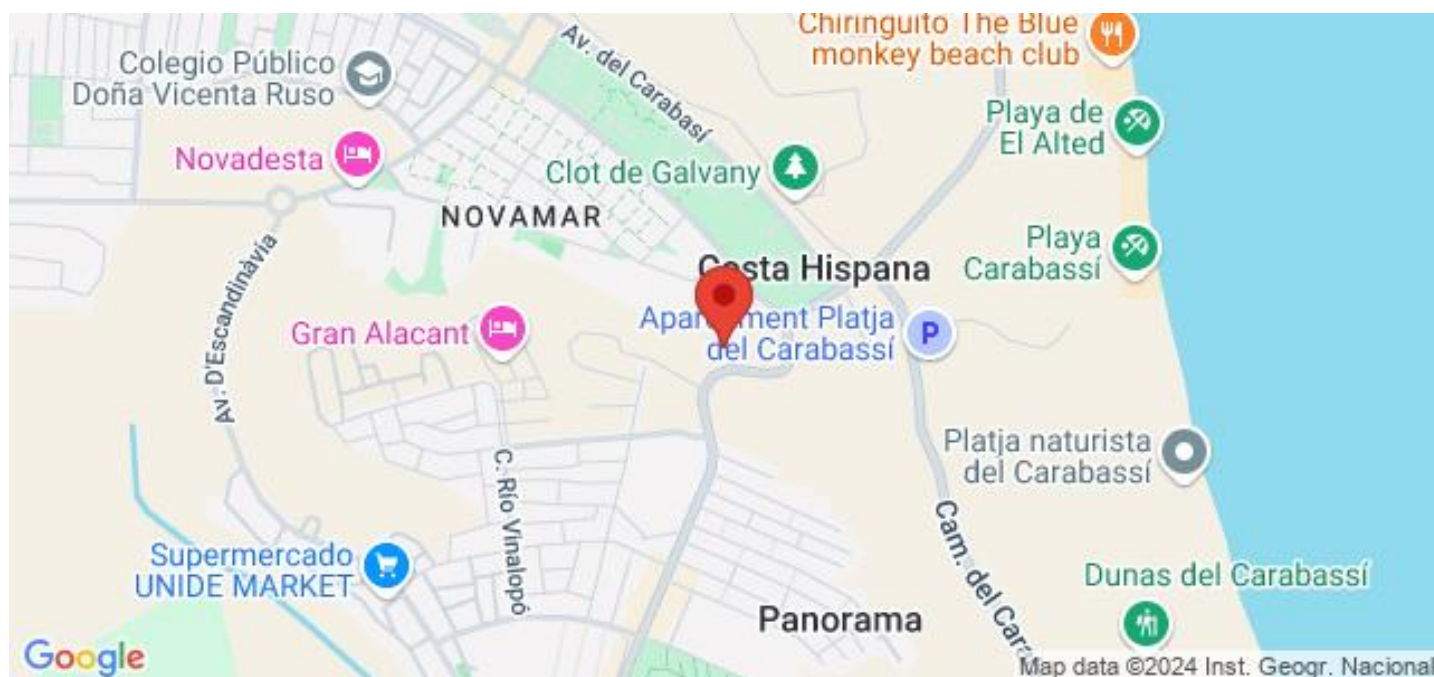 Chiringuito The Blue
monkey beach club
Av. del Carabasí
Colegio Público
Doña Vicenta Ruso
Playa de
El Alted
Novadesta
Clot de Galvany
NOVAMAR
Playa
Carabassí
Costa Hispana
Av. D'Escandinàvia
Gran Alacant
Apartment Platja
del Carabassí
P
Platja naturista
del Carabassí
C. Río Vinalopó
Cam. del Cara
Supermercado
UNIDE MARKET
Dunas del Carabassí
Panorama
Google
Map data ©2024 Inst. Geogr. Nacional